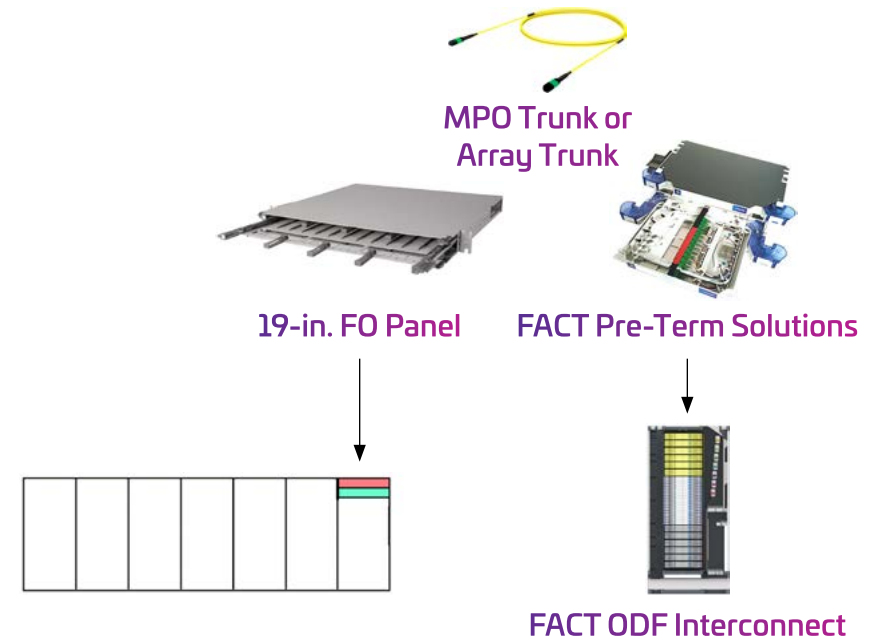 MPO Trunk or
Array Trunk
19-in. FO Panel
FACT Pre-Term Solutions
FACT ODF Interconnect